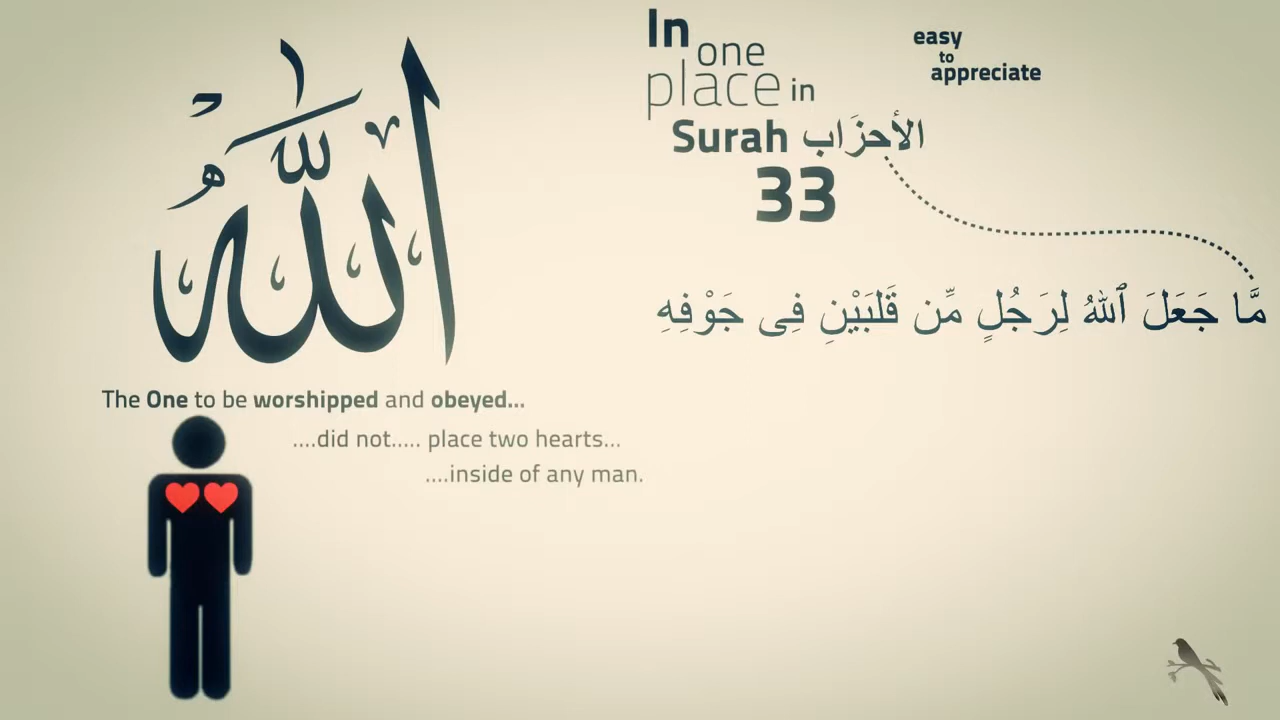 اللّٰهُ
In
one
place in
Surah الأحزَاب
33
easy
to
appreciate
مَّا جَعَلَ ٱللَّهُ لِرَجُلٍ مِّن قَلْبَيْنِ فِى جَوْفِهِ
The One to be worshipped and obeyed...
....did not..... place two hearts...
....inside of any man.